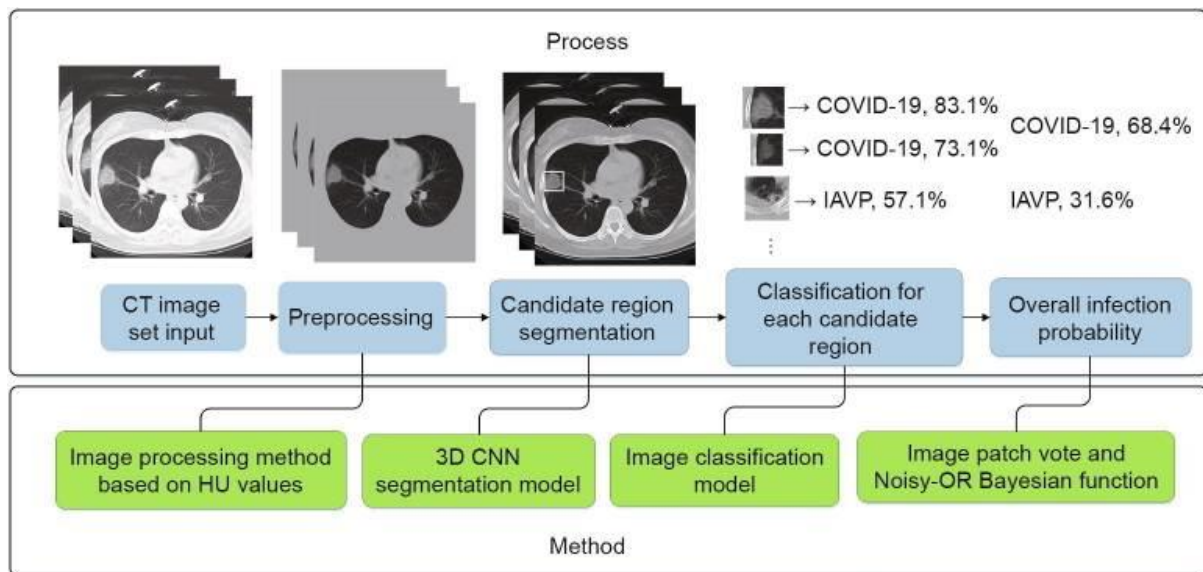 Process
→ COVID-19, 83.1%
→ COVID-19, 73.1%
COVID-19, 68.4%
→ IAVP, 57.1%
IAVP, 31.6%
⋮
CT image
set input
Preprocessing
Candidate region
segmentation
Classification for
each candidate
region
Overall infection
probability
Image processing method
based on HU values
3D CNN
segmentation model
Image classification
model
Image patch vote and
Noisy-OR Bayesian function
Method